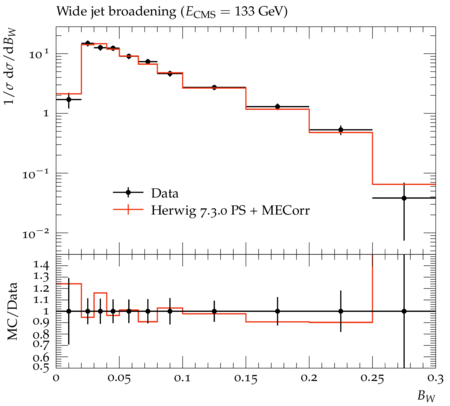 Wide jet broadening (E_CMS = 133 GeV)
1/σ dσ/dB_W
10^1
1
10^−1
10^−2
Data
Herwig 7.3.0 PS + MECorr
MC/Data
1.4
1.3
1.2
1.1
1
0.9
0.8
0.7
0.6
0.5
0 0.05 0.1 0.15 0.2 0.25 0.3
B_W